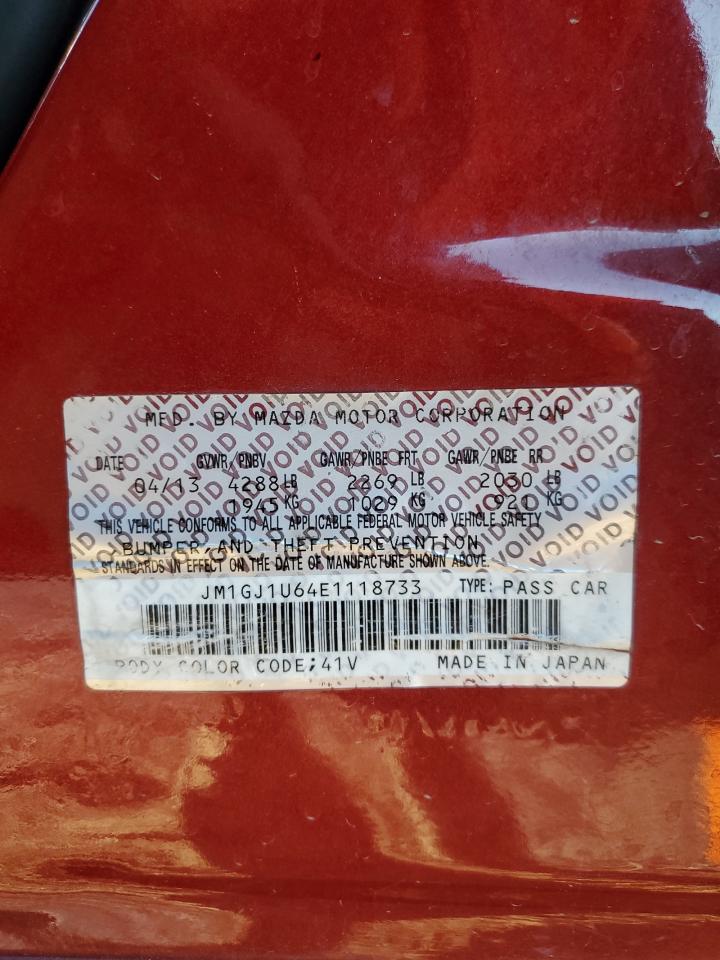 MFD. BY MAZDA MOTOR CORPORATION
DATE GVWR/PNBV GAWR/PNBE FRT GAWR/PNBE RR
04/13 4288 LB 2269 LB 2030 LB
1945 KG 1029 KG 921 KG
THIS VEHICLE CONFORMS TO ALL APPLICABLE FEDERAL MOTOR VEHICLE SAFETY
BUMPER, AND THEFT PREVENTION
STANDARDS IN EFFECT ON THE DATE OF MANUFACTURE SHOWN ABOVE.
JM1GJ1U64E1118733 TYPE: PASS CAR
BODY COLOR CODE;41V MADE IN JAPAN